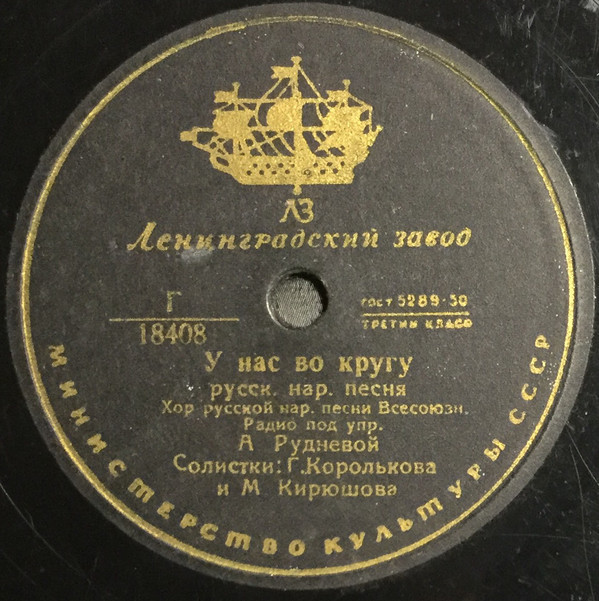 ЛЗ
Ленинградский завод
Г
18408
ГОСТ 5289-50
ТРЕТИЙ КЛАСС
У нас во кругу
русск. нар. песня
Хор русской нар. песни Всесоюзн.
Радио под упр.
А Рудневой
Солистки: Г. Королькова
и М Кирюшова
МИНИСТЕРСТВО КУЛЬТУРЫ СССР